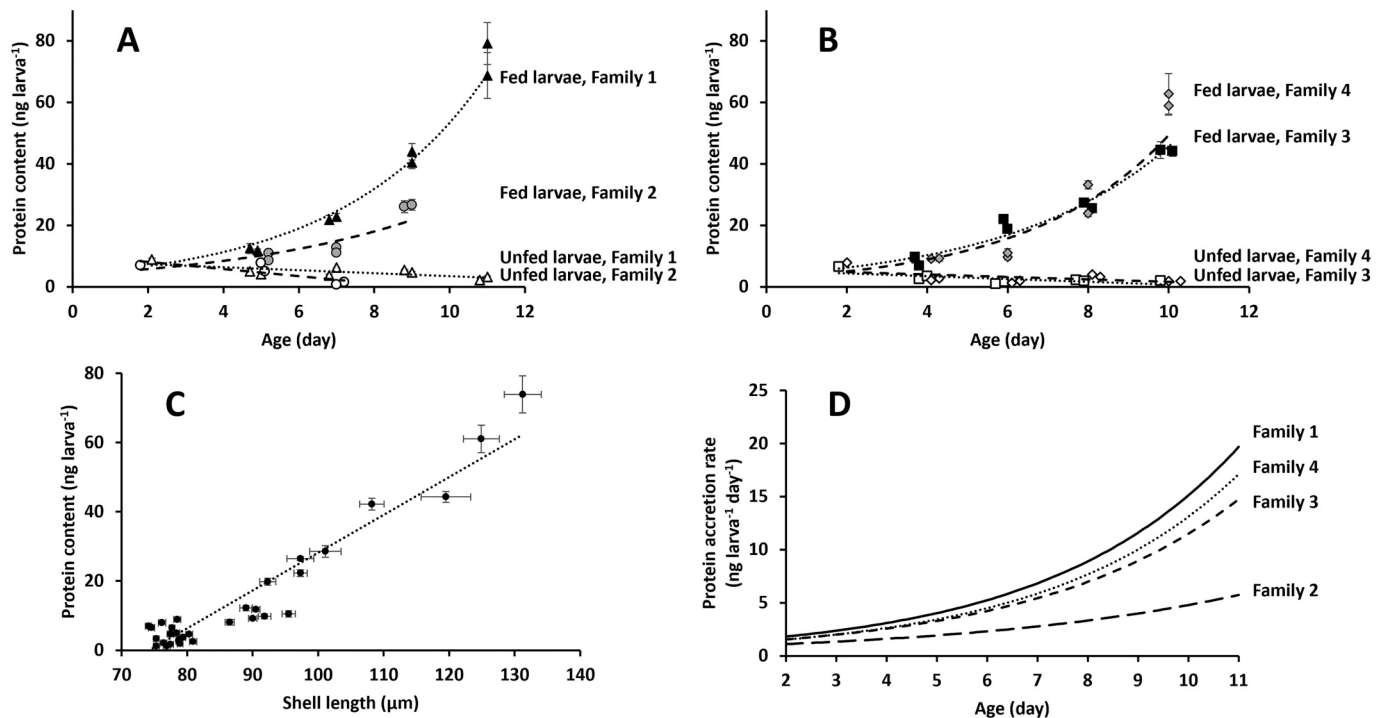 A
Protein content (ng larva⁻¹)
80
60
40
20
0
0
2
4
6
8
10
12
Age (day)
Fed larvae, Family 1
Fed larvae, Family 2
Unfed larvae, Family 1
Unfed larvae, Family 2
B
Protein content (ng larva⁻¹)
80
60
40
20
0
0
2
4
6
8
10
12
Age (day)
Fed larvae, Family 4
Fed larvae, Family 3
Unfed larvae, Family 4
Unfed larvae, Family 3
C
Protein content (ng larva⁻¹)
80
60
40
20
0
70
80
90
100
110
120
130
140
Shell length (µm)
D
Protein accretion rate
(ng larva⁻¹ day⁻¹)
25
20
15
10
5
0
2
3
4
5
6
7
8
9
10
11
Age (day)
Family 1
Family 4
Family 3
Family 2